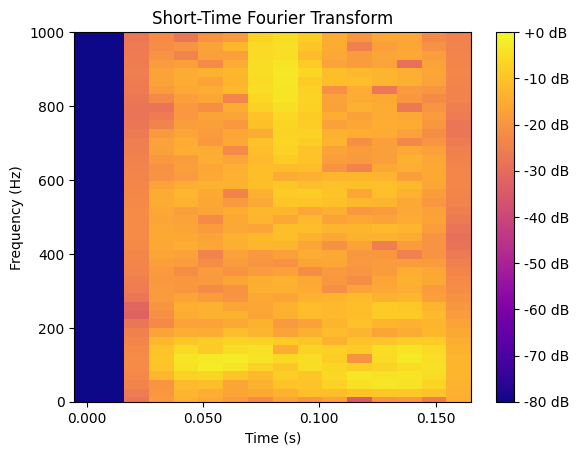 Short-Time Fourier Transform
1000
800
600
400
200
0
Frequency (Hz)
0.000
0.050
0.100
0.150
Time (s)
+0 dB
-10 dB
-20 dB
-30 dB
-40 dB
-50 dB
-60 dB
-70 dB
-80 dB